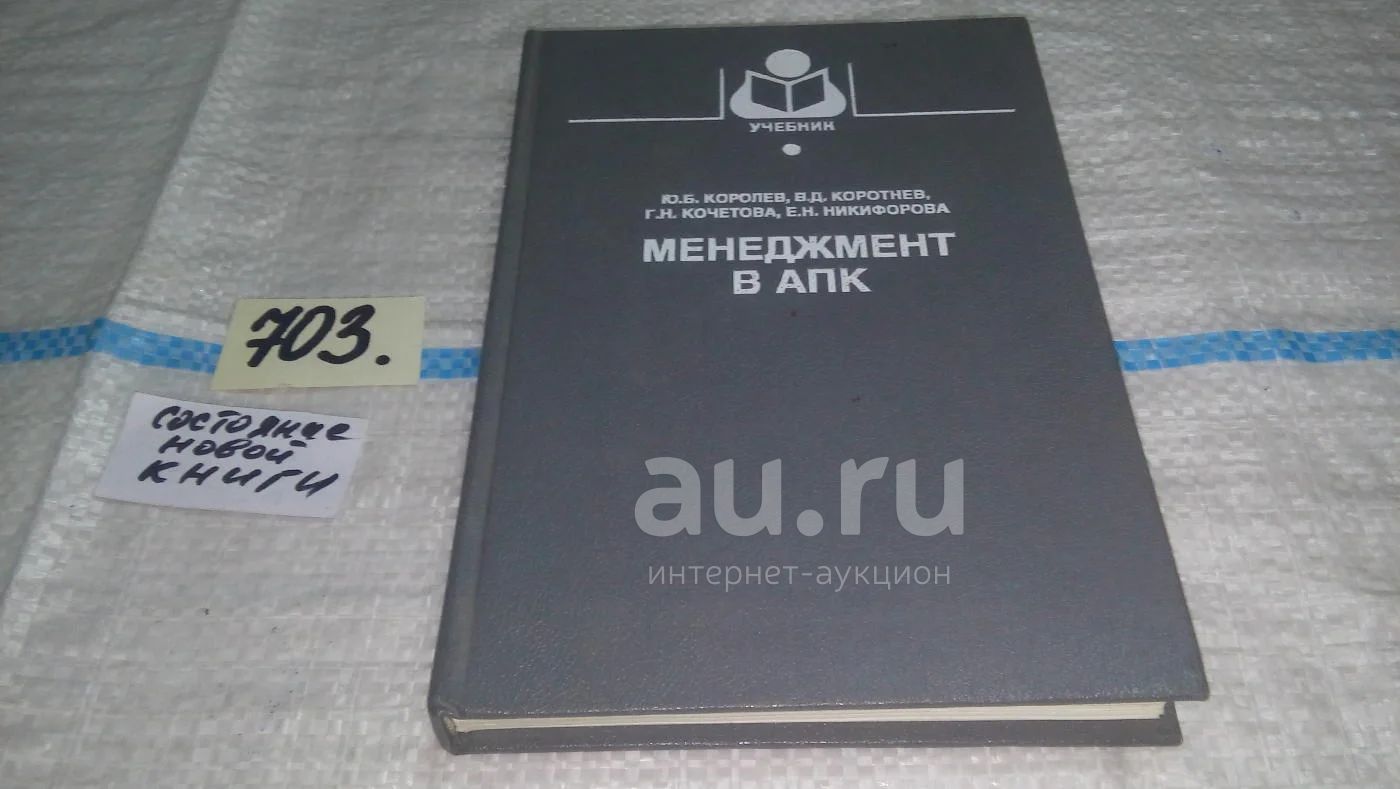 УЧЕБНИК
Ю.Б. КОРОЛЕВ, В.Д. КОРОТНЕВ,
Г.Н. КОЧЕТОВА, Е.Н. НИКИФОРОВА
МЕНЕДЖМЕНТ
В АПК
703.
состояние
новой
книги
au.ru
интернет-аукцион